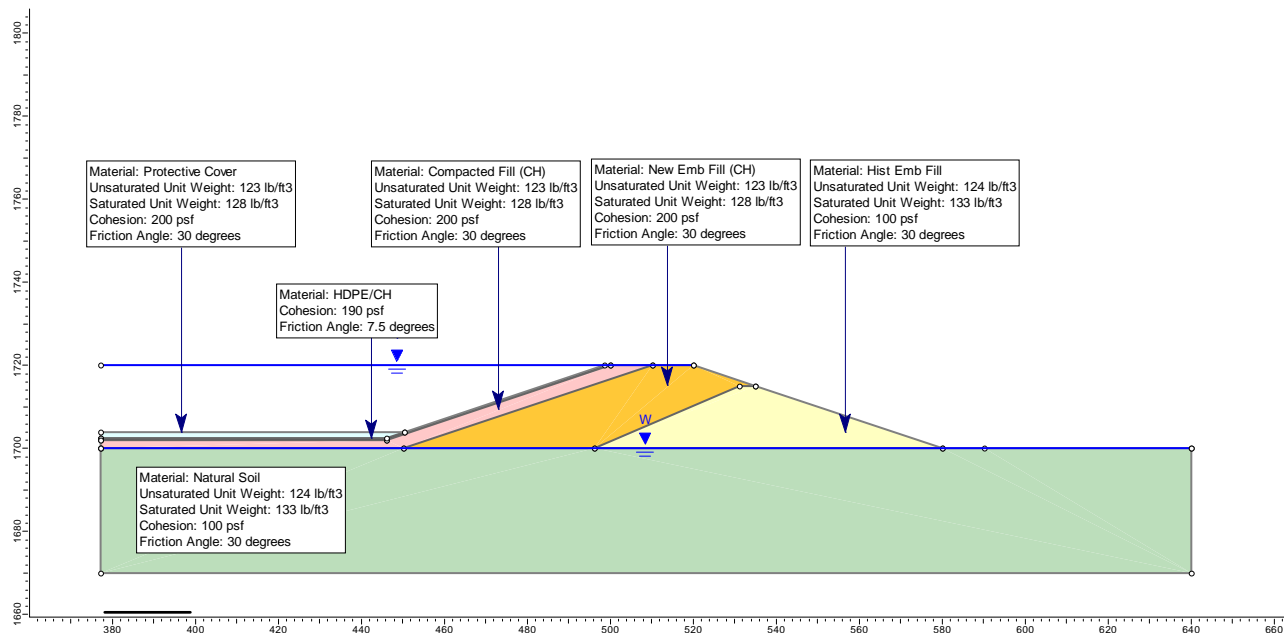 1800
1780
1760
1740
1720
1700
1680
1660
Material: Protective Cover
Unsaturated Unit Weight: 123 lb/ft3
Saturated Unit Weight: 128 lb/ft3
Cohesion: 200 psf
Friction Angle: 30 degrees
Material: Compacted Fill (CH)
Unsaturated Unit Weight: 123 lb/ft3
Saturated Unit Weight: 128 lb/ft3
Cohesion: 200 psf
Friction Angle: 30 degrees
Material: New Emb Fill (CH)
Unsaturated Unit Weight: 123 lb/ft3
Saturated Unit Weight: 128 lb/ft3
Cohesion: 200 psf
Friction Angle: 30 degrees
Material: Hist Emb Fill
Unsaturated Unit Weight: 124 lb/ft3
Saturated Unit Weight: 133 lb/ft3
Cohesion: 100 psf
Friction Angle: 30 degrees
Material: HDPE/CH
Cohesion: 190 psf
Friction Angle: 7.5 degrees
W
Material: Natural Soil
Unsaturated Unit Weight: 124 lb/ft3
Saturated Unit Weight: 133 lb/ft3
Cohesion: 100 psf
Friction Angle: 30 degrees
380 400 420 440 460 480 500 520 540 560 580 600 620 640 660